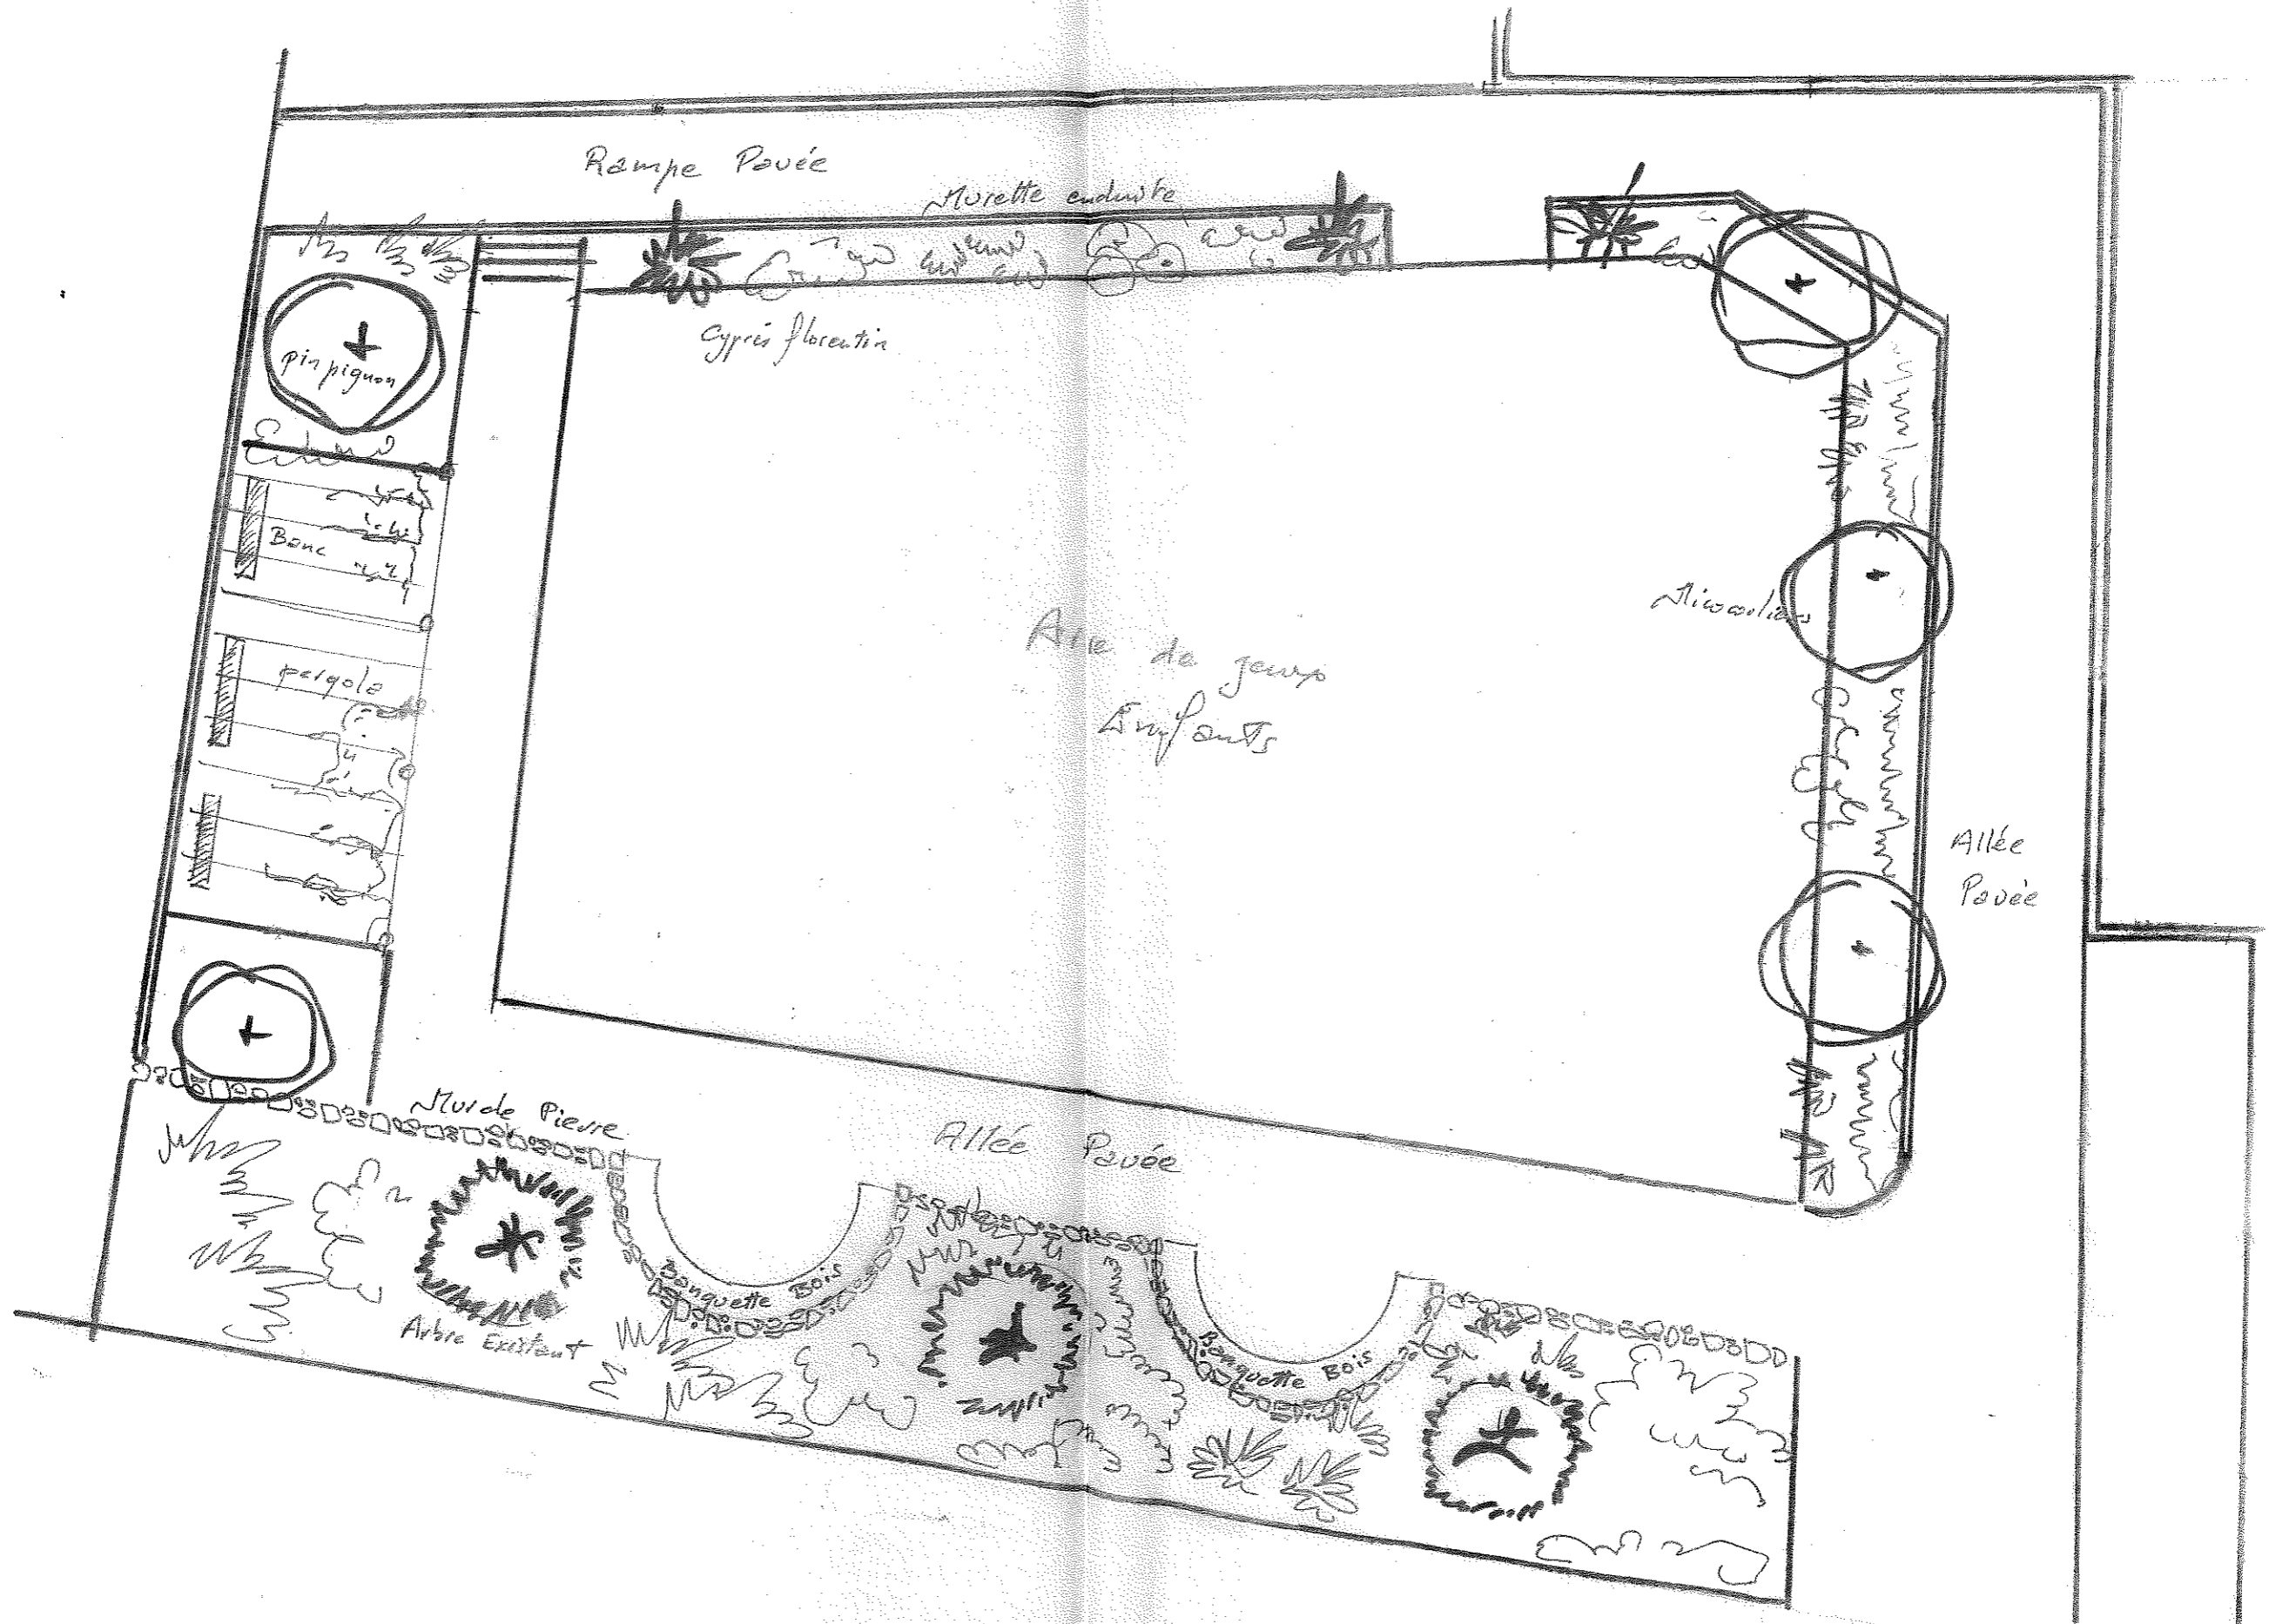 Rampe Pavée
Murette enduite
Cyprès florentin
pin pignon
Banc
pergola
Aire de jeux
Enfants
Micocouliers
Allée
Pavée
Mur de Pierre
Allée Pavée
Banquette Bois
Banquette Bois
Arbre Existant